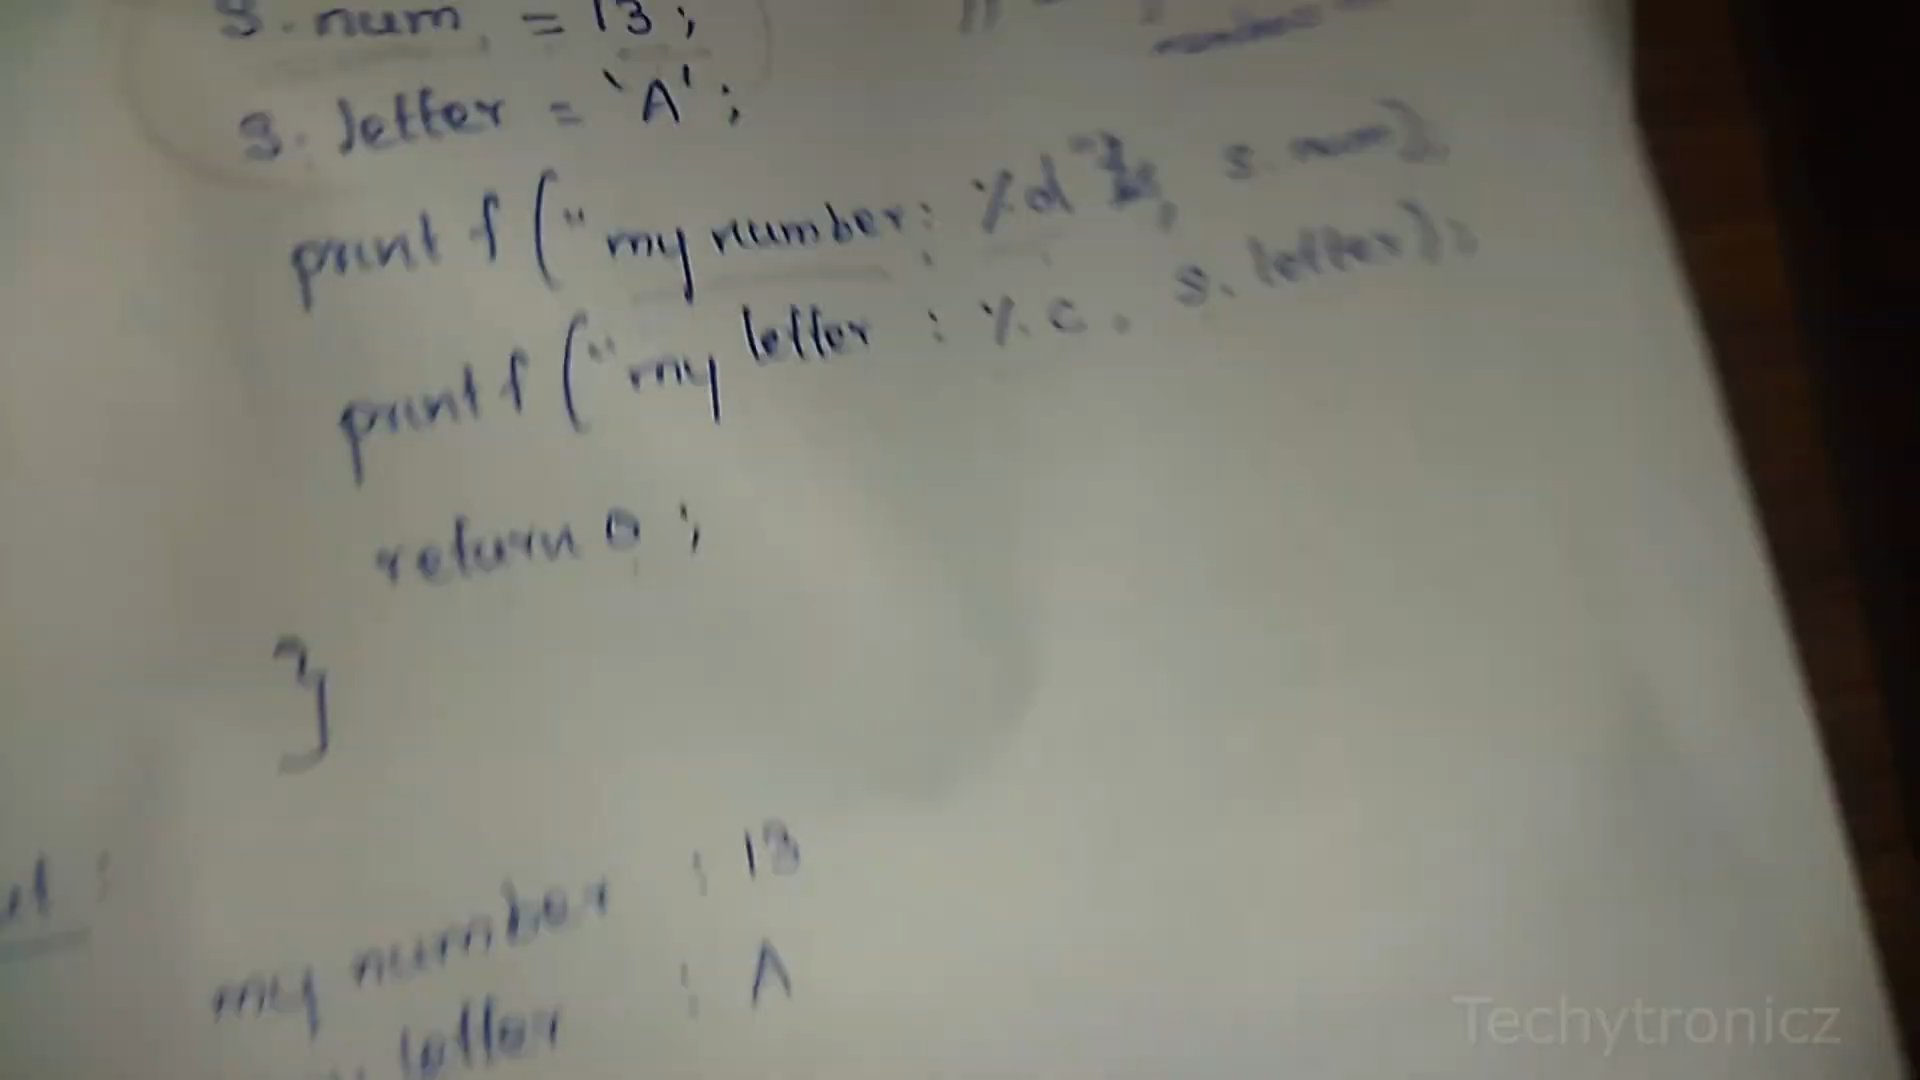 s.num = 13;
s.letter = 'A';
printf("my number: %d", s.num);
printf("my letter : %c, s.letter);
return 0;
}
my number : 13
letter : A
Techytronicz